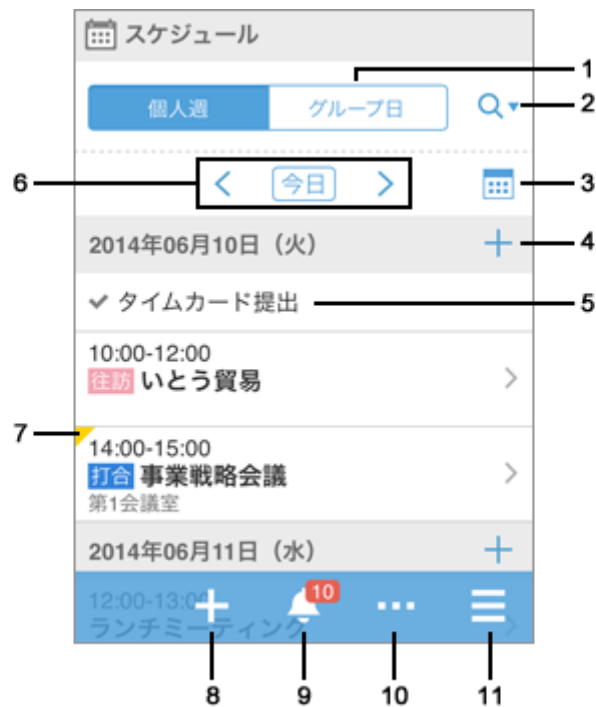 スケジュール
1
個人週 グループ日
2
6
今日
3
2014年06月10日（火）
4
タイムカード提出
5
10:00-12:00
往訪 いとう貿易
7
14:00-15:00
打合 事業戦略会議
第1会議室
2014年06月11日（水）
12:00-13:00
10
ランチミーティング
8 9 10 11